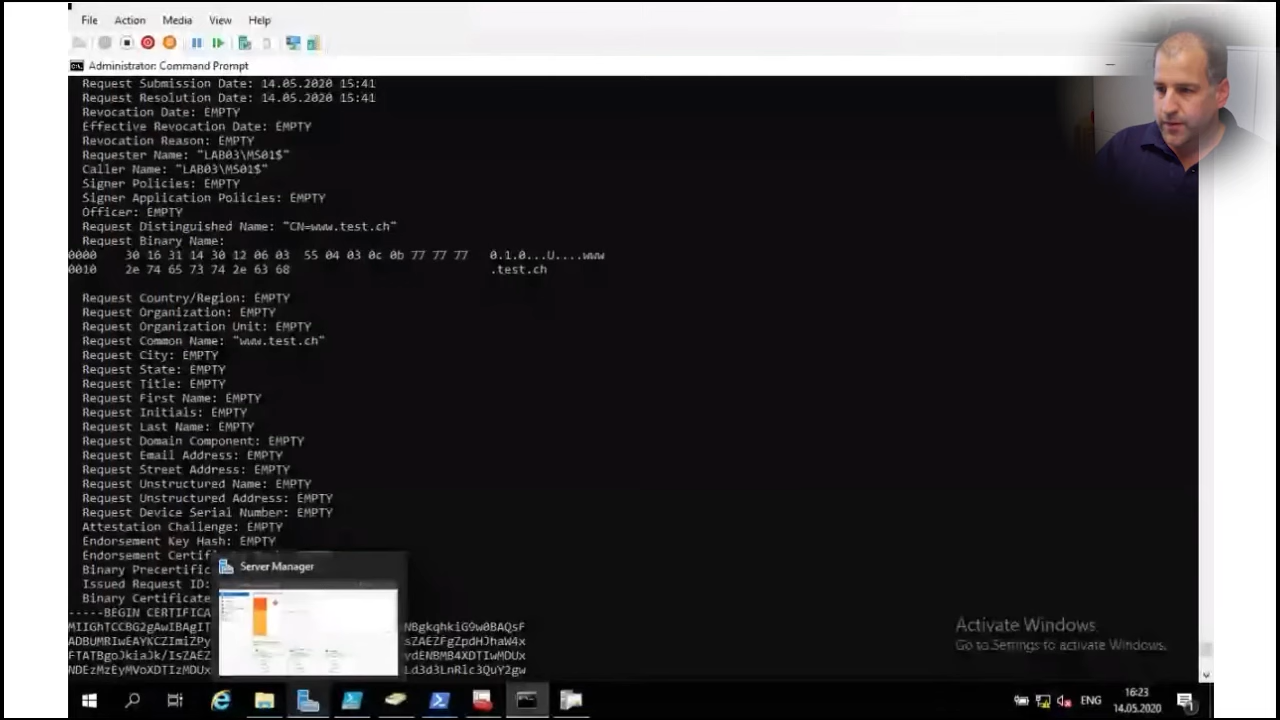 File Action Media View Help
Administrator: Command Prompt
Request Submission Date: 14.05.2020 15:41
Request Resolution Date: 14.05.2020 15:41
Revocation Date: EMPTY
Effective Revocation Date: EMPTY
Revocation Reason: EMPTY
Requester Name: "LAB03\MS01$"
Caller Name: "LAB03\MS01$"
Signer Policies: EMPTY
Signer Application Policies: EMPTY
Officer: EMPTY
Request Distinguished Name: "CN=www.test.ch"
Request Binary Name:
0000 30 16 31 14 30 12 06 03 55 04 03 0c 0b 77 77 77 0.1.0...U....www
0010 2e 74 65 73 74 2e 63 68 .test.ch
Request Country/Region: EMPTY
Request Organization: EMPTY
Request Organization Unit: EMPTY
Request Common Name: "www.test.ch"
Request City: EMPTY
Request State: EMPTY
Request Title: EMPTY
Request First Name: EMPTY
Request Initials: EMPTY
Request Last Name: EMPTY
Request Domain Component: EMPTY
Request Email Address: EMPTY
Request Street Address: EMPTY
Request Unstructured Name: EMPTY
Request Unstructured Address: EMPTY
Request Device Serial Number: EMPTY
Attestation Challenge: EMPTY
Endorsement Key Hash: EMPTY
Endorsement Certif
Binary Precertific
Issued Request ID:
Binary Certificate
-----BEGIN CERTIFICA
Server Manager
Activate Windows
Go to Settings to activate Windows.
ENG
16:23
14.05.2020